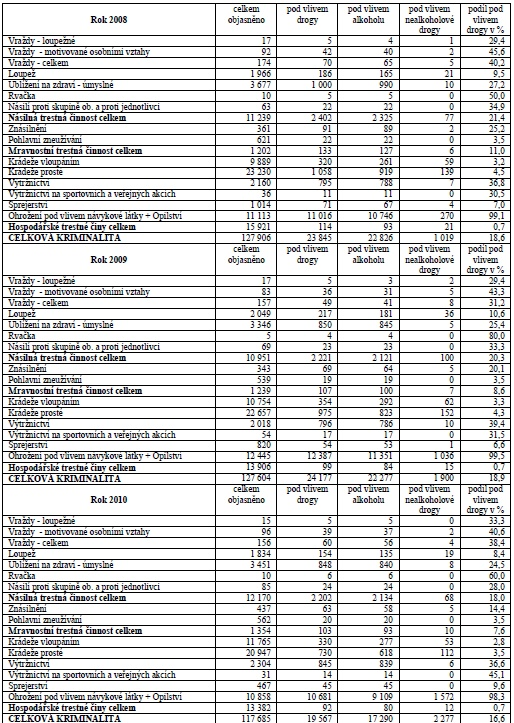 Rok 2008 celkem objasněno pod vlivem drogy pod vlivem alkoholu pod vlivem nealkoholové drogy podíl pod vlivem drogy v %
Vraždy - loupežné 17 5 4 1 29,4
Vraždy - motivované osobními vztahy 92 42 40 2 45,6
Vraždy - celkem 174 70 65 5 40,2
Loupež 1 966 186 165 21 9,5
Ublížení na zdraví - úmyslné 3 677 1 000 990 10 27,2
Rvačka 10 5 5 0 50,0
Násilí proti skupině ob. a proti jednotlivci 63 22 22 0 34,9
Násilná trestná činnost celkem 11 239 2 402 2 325 77 21,4
Znásilnění 361 91 89 2 25,2
Pohlavní zneužívání 621 22 22 0 3,5
Mravnostní trestná činnost celkem 1 202 133 127 6 11,0
Krádeže vloupáním 9 889 320 261 59 3,2
Krádeže prosté 23 230 1 058 919 139 4,5
Výtržnictví 2 160 795 788 7 36,8
Výtržnictví na sportovních a veřejných akcích 36 11 11 0 30,5
Sprejerství 1 014 71 67 4 7,0
Ohrožení pod vlivem návykové látky + Opilství 11 113 11 016 10 746 270 99,1
Hospodářské trestné činy celkem 15 921 114 93 21 0,7
CELKOVÁ KRIMINALITA 127 906 23 845 22 826 1 019 18,6
Rok 2009 celkem objasněno pod vlivem drogy pod vlivem alkoholu pod vlivem nealkoholové drogy podíl pod vlivem drogy v %
Vraždy - loupežné 17 5 3 2 29,4
Vraždy - motivované osobními vztahy 83 36 31 5 43,3
Vraždy - celkem 157 49 41 8 31,2
Loupež 2 049 217 181 36 10,6
Ublížení na zdraví - úmyslné 3 346 850 845 5 25,4
Rvačka 5 4 4 0 80,0
Násilí proti skupině ob. a proti jednotlivci 69 23 23 0 33,3
Násilná trestná činnost celkem 10 951 2 221 2 121 100 20,3
Znásilnění 343 69 64 5 20,1
Pohlavní zneužívání 539 19 19 0 3,5
Mravnostní trestná činnost celkem 1 239 107 100 7 8,6
Krádeže vloupáním 10 754 354 292 62 3,3
Krádeže prosté 22 657 975 823 152 4,3
Výtržnictví 2 018 796 786 10 39,4
Výtržnictví na sportovních a veřejných akcích 54 17 17 0 31,5
Sprejerství 820 54 53 1 6,6
Ohrožení pod vlivem návykové látky + Opilství 12 445 12 387 11 351 1 036 99,5
Hospodářské trestné činy celkem 13 906 99 84 15 0,7
CELKOVÁ KRIMINALITA 127 604 24 177 22 277 1 900 18,9
Rok 2010 celkem objasněno pod vlivem drogy pod vlivem alkoholu pod vlivem nealkoholové drogy podíl pod vlivem drogy v %
Vraždy - loupežné 15 5 5 0 33,3
Vraždy - motivované osobními vztahy 96 39 37 2 40,6
Vraždy - celkem 156 60 56 4 38,4
Loupež 1 834 154 135 19 8,4
Ublížení na zdraví - úmyslné 3 451 848 840 8 24,5
Rvačka 10 6 6 0 60,0
Násilí proti skupině ob. a proti jednotlivci 85 24 24 0 28,0
Násilná trestná činnost celkem 12 170 2 202 2 134 68 18,0
Znásilnění 437 63 58 5 14,4
Pohlavní zneužívání 562 20 20 0 3,5
Mravnostní trestná činnost celkem 1 354 103 93 10 7,6
Krádeže vloupáním 11 765 330 277 53 2,8
Krádeže prosté 20 947 730 618 112 3,5
Výtržnictví 2 304 845 839 6 36,6
Výtržnictví na sportovních a veřejných akcích 31 14 14 0 45,1
Sprejerství 467 45 45 0 9,6
Ohrožení pod vlivem návykové látky + Opilství 10 858 10 681 9 109 1 572 98,3
Hospodářské trestné činy celkem 13 382 92 80 12 0,7
CELKOVÁ KRIMINALITA 117 685 19 567 17 290 2 277 16,6